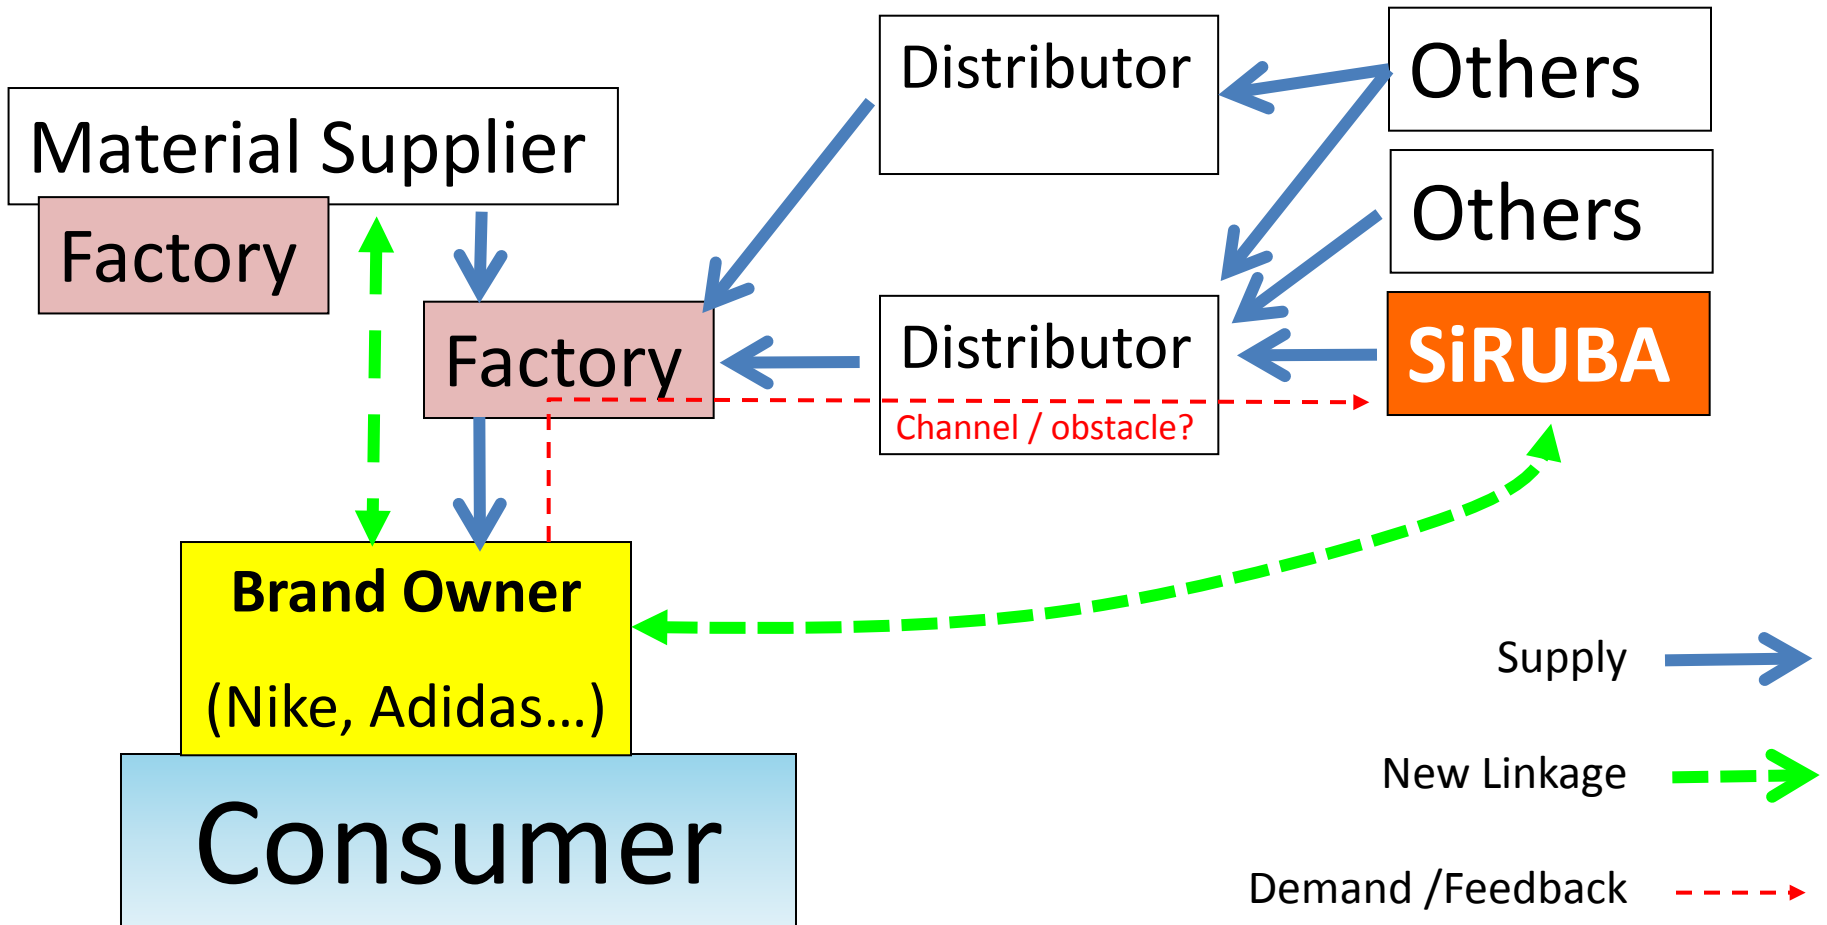 Distributor
Others
Material Supplier
Others
Factory
Factory
Distributor
SiRUBA
Channel / obstacle?
Brand Owner
(Nike, Adidas…)
Supply
New Linkage
Consumer
Demand /Feedback